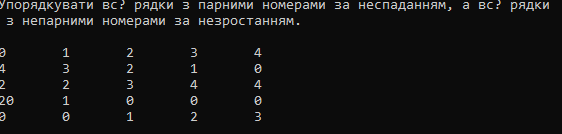 Упорядкувати вс? рядки з парними номерами за неспаданням, а вс? рядки
з непарними номерами за незростанням.
0 1 2 3 4
4 3 2 1 0
2 2 3 4 4
20 1 0 0 0
0 0 1 2 3